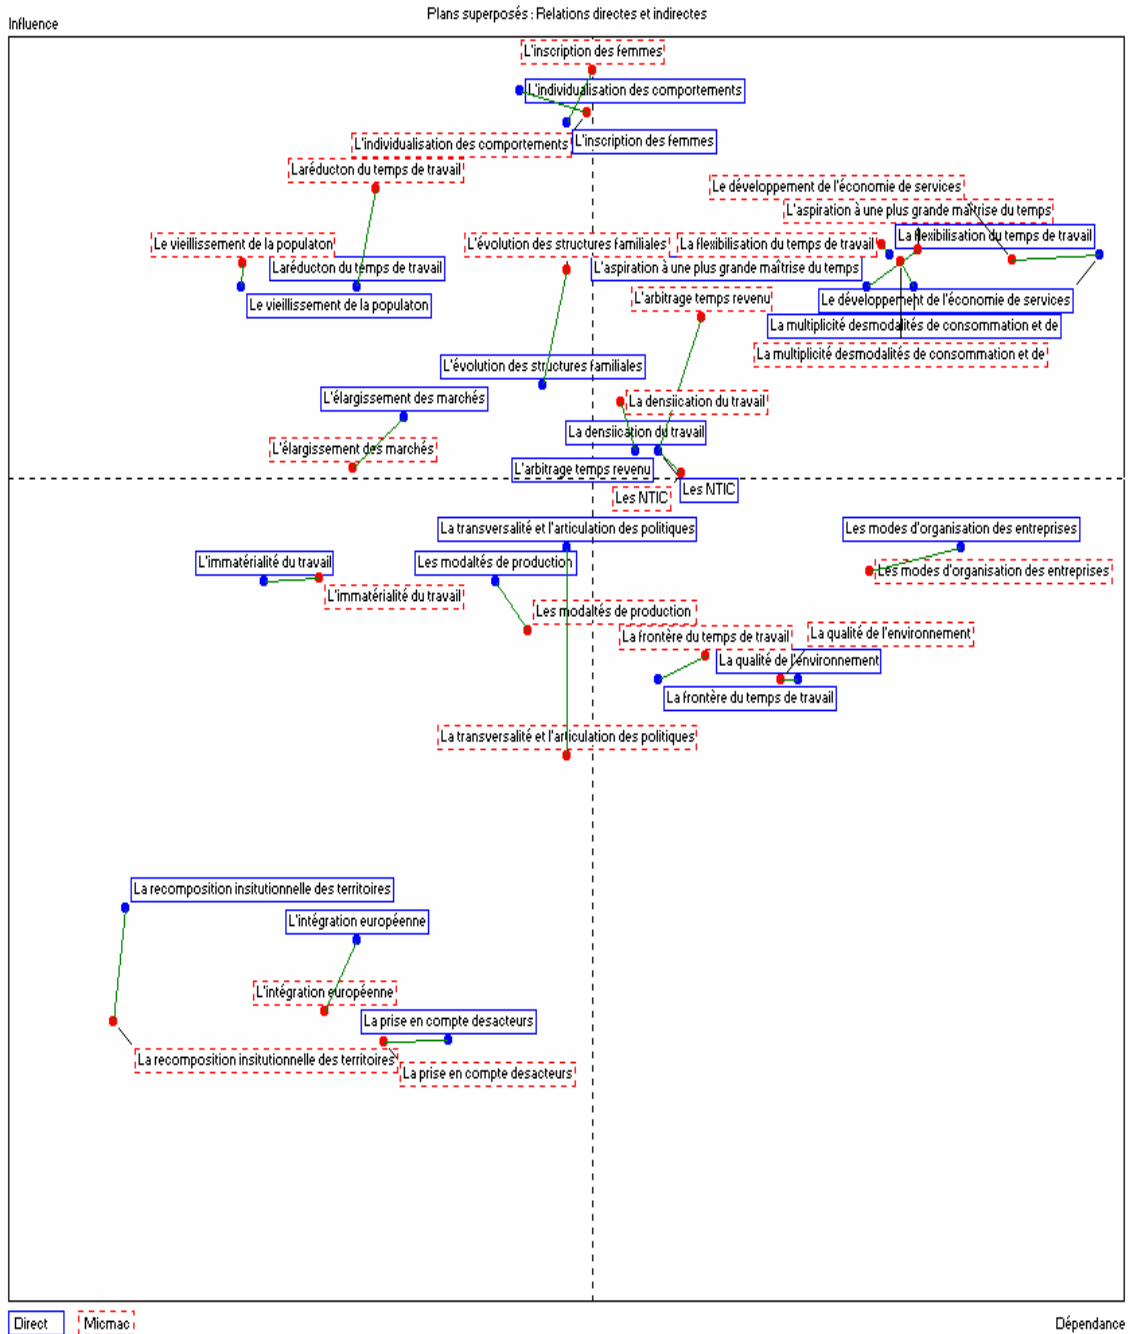 Plans superposés : Relations directes et indirectes
Influence
L'inscription des femmes
L'individualisation des comportements
L'individualisation des comportements
L'inscription des femmes
Laréducton du temps de travail
Le développement de l'économie de services
L'aspiration à une plus grande maîtrise du temps
La flexibilisation du temps de travail
Le vieillissement de la populaton
L'évolution des structures familiales
La flexibilisation du temps de travail
Laréducton du temps de travail
L'aspiration à une plus grande maîtrise du temps
Le vieillissement de la populaton
L'arbitrage temps revenu
Le développement de l'économie de services
La multiplicité desmodalités de consommation et de
La multiplicité desmodalités de consommation et de
L'évolution des structures familiales
L'élargissement des marchés
La densiication du travail
La densiication du travail
L'élargissement des marchés
L'arbitrage temps revenu
Les NTIC
Les NTIC
La transversalité et l'articulation des politiques
Les modes d'organisation des entreprises
L'immatérialité du travail
Les modaltés de production
Les modes d'organisation des entreprises
L'immatérialité du travail
Les modaltés de production
La frontère du temps de travail
La qualité de l'environnement
La qualité de l'environnement
La frontère du temps de travail
La transversalité et l'articulation des politiques
La recomposition insitutionnelle des territoires
L'intégration européenne
L'intégration européenne
La prise en compte desacteurs
La recomposition insitutionnelle des territoires
La prise en compte desacteurs
Direct
Micmac
Dépendance